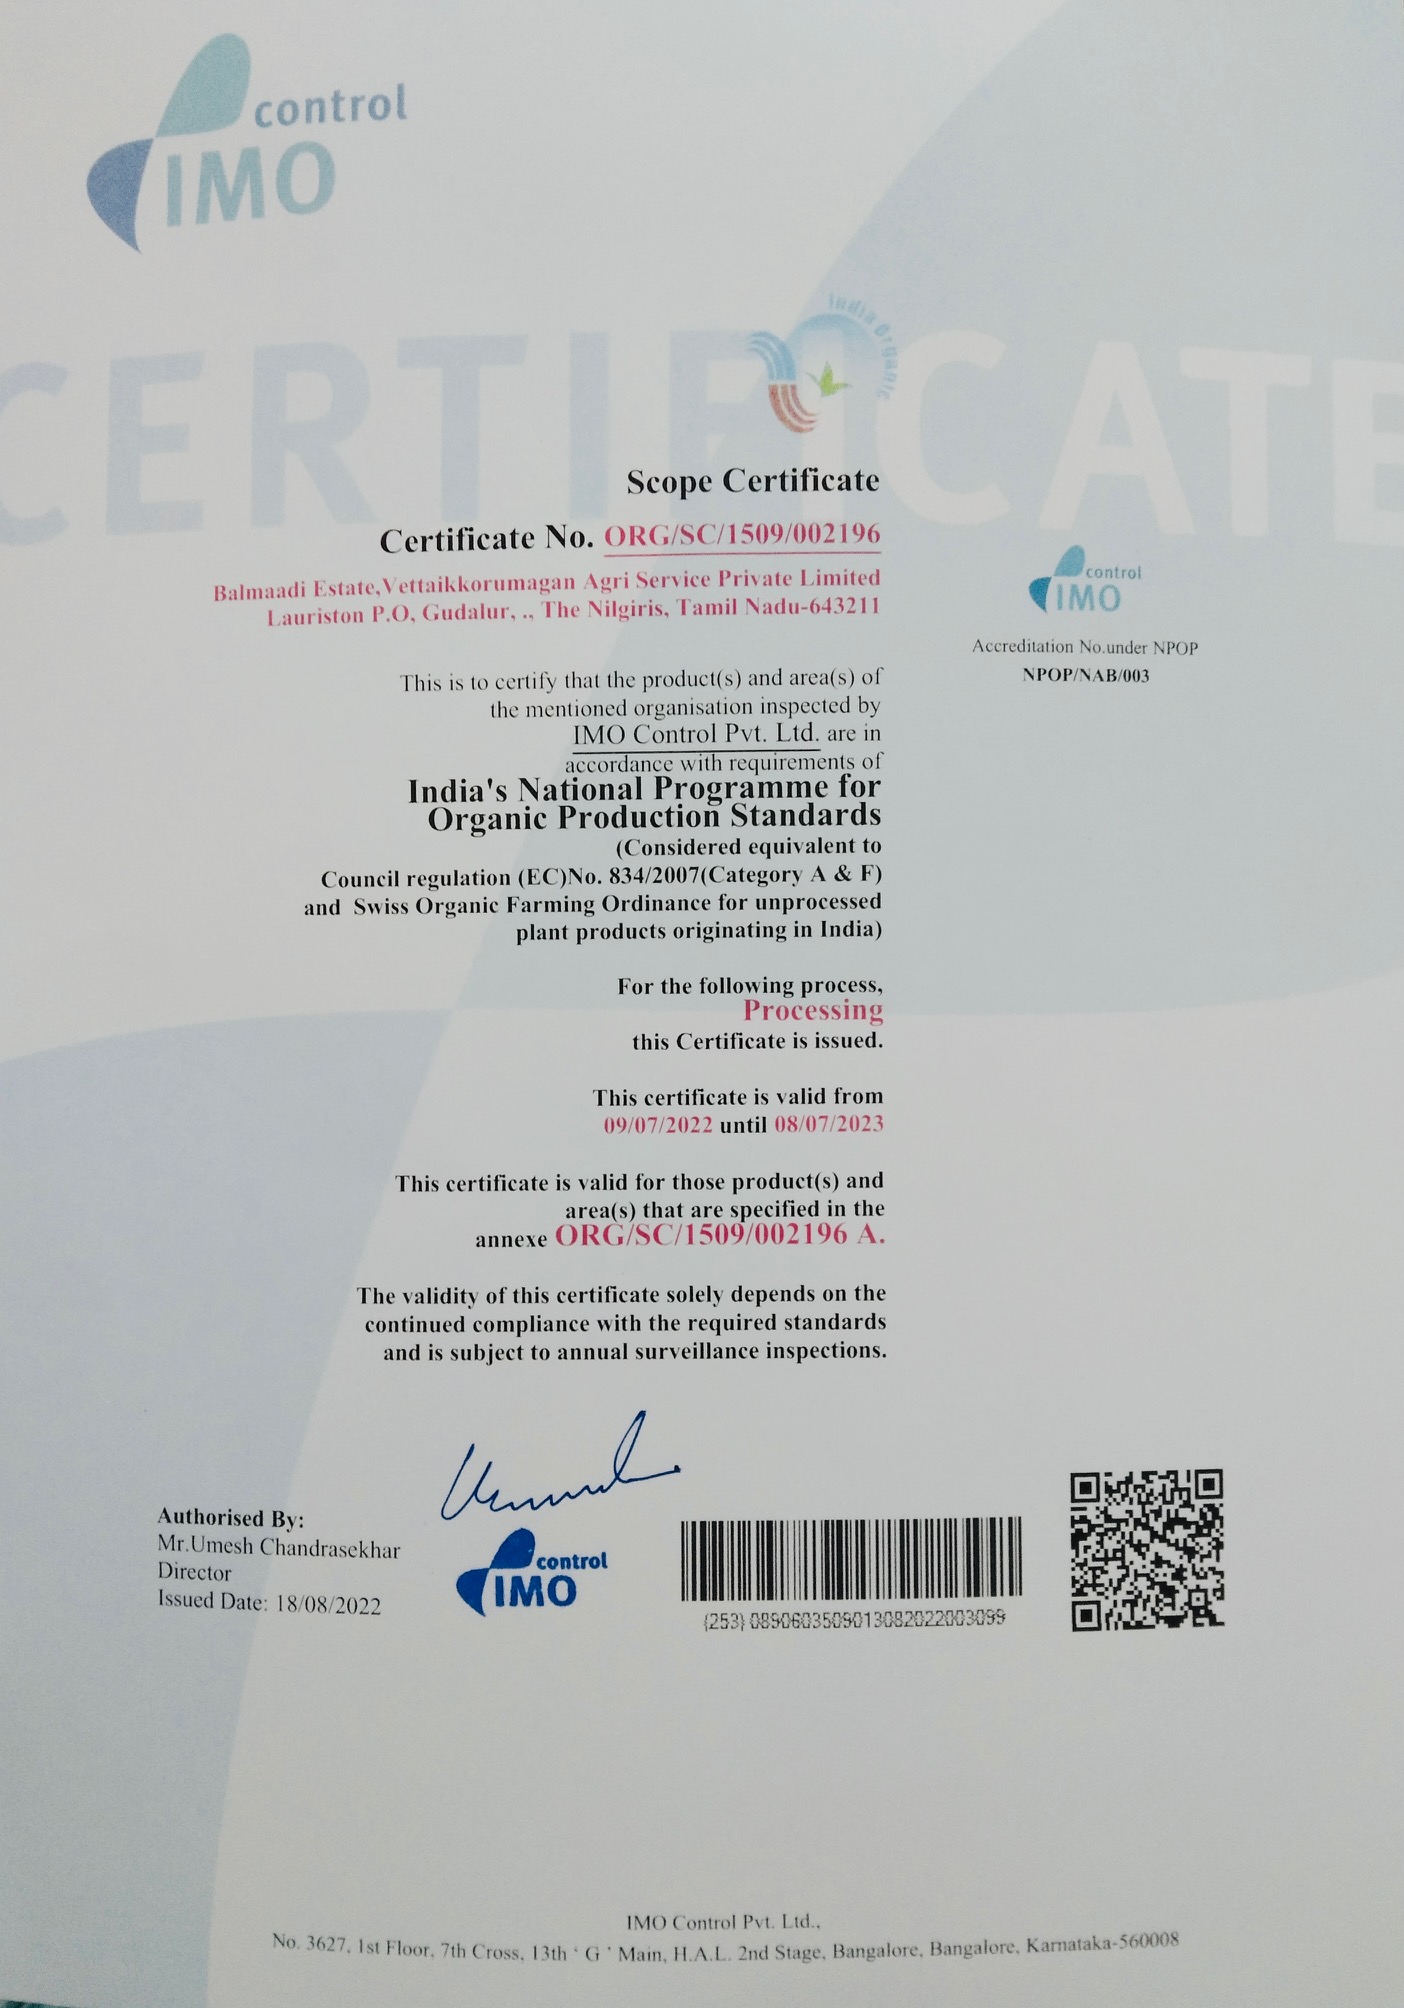 control
IMO
India Organic
CERTIFICATE
Scope Certificate
Certificate No. ORG/SC/1509/002196
Balmaadi Estate,Vettaikkorumagan Agri Service Private Limited
Lauriston P.O, Gudalur, ., The Nilgiris, Tamil Nadu-643211
control
IMO
Accreditation No.under NPOP
NPOP/NAB/003
This is to certify that the product(s) and area(s) of
the mentioned organisation inspected by
IMO Control Pvt. Ltd. are in
accordance with requirements of
India's National Programme for
Organic Production Standards
(Considered equivalent to
Council regulation (EC)No. 834/2007(Category A & F)
and Swiss Organic Farming Ordinance for unprocessed
plant products originating in India)
For the following process,
Processing
this Certificate is issued.
This certificate is valid from
09/07/2022 until 08/07/2023
This certificate is valid for those product(s) and
area(s) that are specified in the
annexe ORG/SC/1509/002196 A.
The validity of this certificate solely depends on the
continued compliance with the required standards
and is subject to annual surveillance inspections.
Authorised By:
Mr.Umesh Chandrasekhar
Director
Issued Date: 18/08/2022
control
IMO
(253) 0890603509013082022003099
IMO Control Pvt. Ltd.,
No. 3627, 1st Floor, 7th Cross, 13th ' G ' Main, H.A.L. 2nd Stage, Bangalore, Bangalore, Karnataka-560008